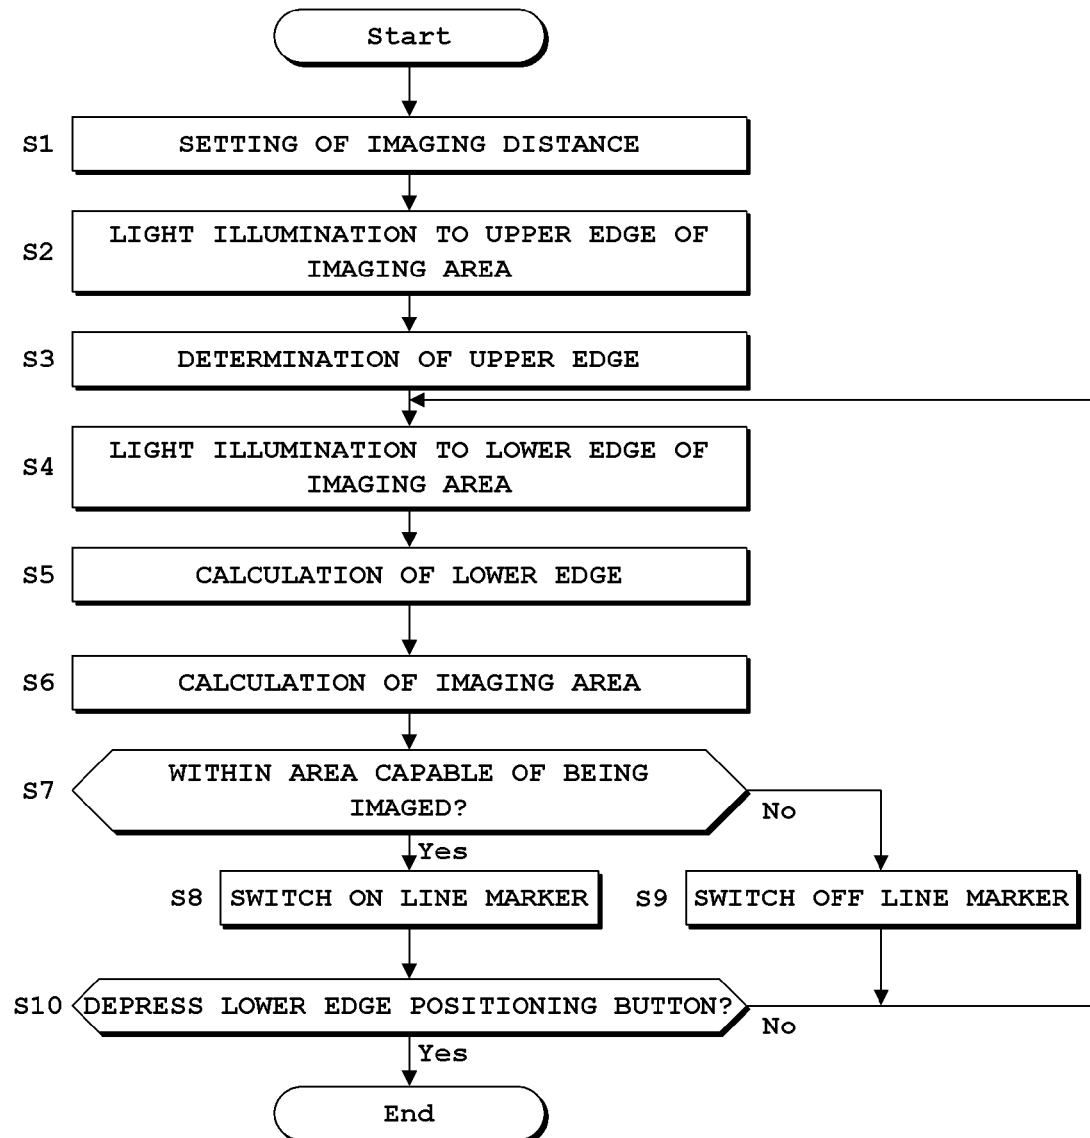 Start
S1
SETTING OF IMAGING DISTANCE
S2
LIGHT ILLUMINATION TO UPPER EDGE OF
IMAGING AREA
S3
DETERMINATION OF UPPER EDGE
S4
LIGHT ILLUMINATION TO LOWER EDGE OF
IMAGING AREA
S5
CALCULATION OF LOWER EDGE
S6
CALCULATION OF IMAGING AREA
S7
WITHIN AREA CAPABLE OF BEING
IMAGED?
No
Yes
S8
SWITCH ON LINE MARKER
S9
SWITCH OFF LINE MARKER
S10
DEPRESS LOWER EDGE POSITIONING BUTTON?
No
Yes
End